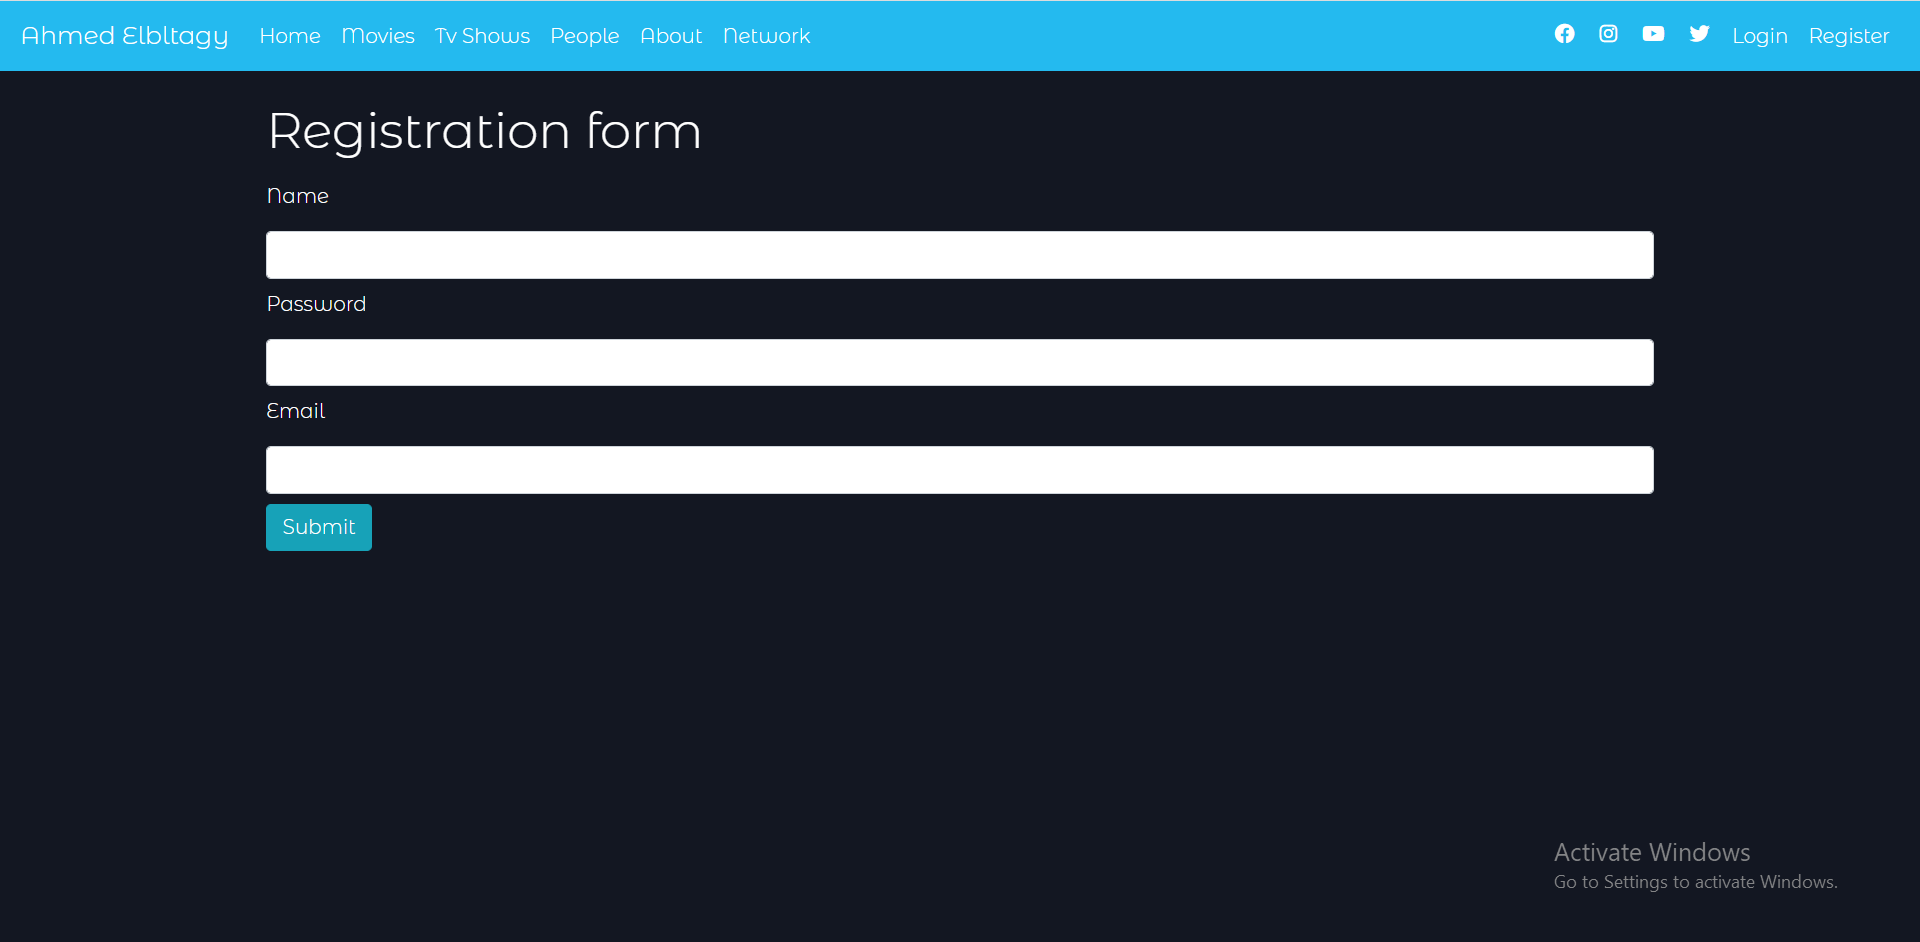 Ahmed Elbltagy Home Movies Tv Shows People About Network Login Register
Registration form
Name
Password
Email
Submit
Activate Windows
Go to Settings to activate Windows.